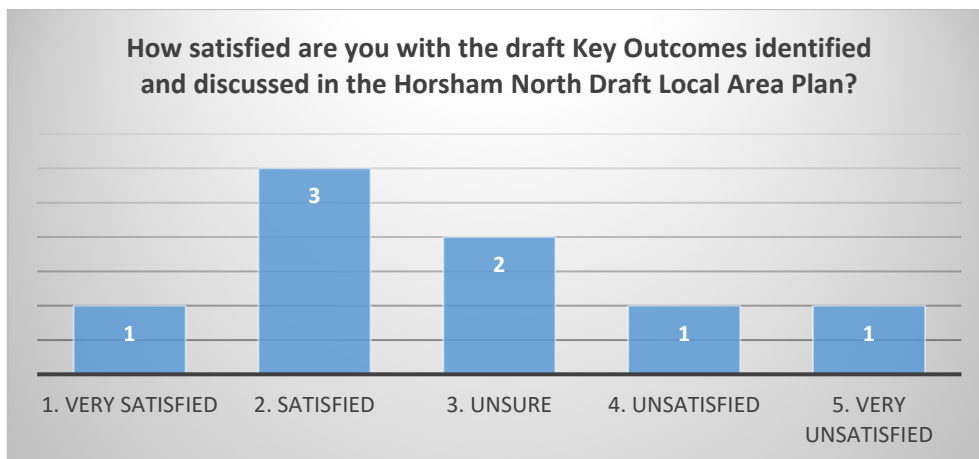 How satisfied are you with the draft Key Outcomes identified
and discussed in the Horsham North Draft Local Area Plan?
1
3
2
1
1
1. VERY SATISFIED
2. SATISFIED
3. UNSURE
4. UNSATISFIED
5. VERY
UNSATISFIED